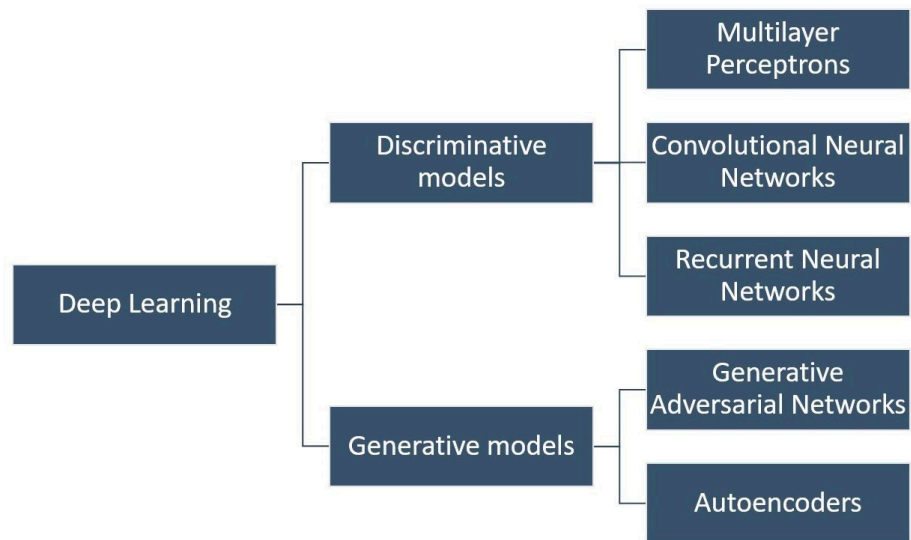 Deep Learning
Discriminative
models
Multilayer
Perceptrons
Convolutional Neural
Networks
Recurrent Neural
Networks
Generative models
Generative
Adversarial Networks
Autoencoders